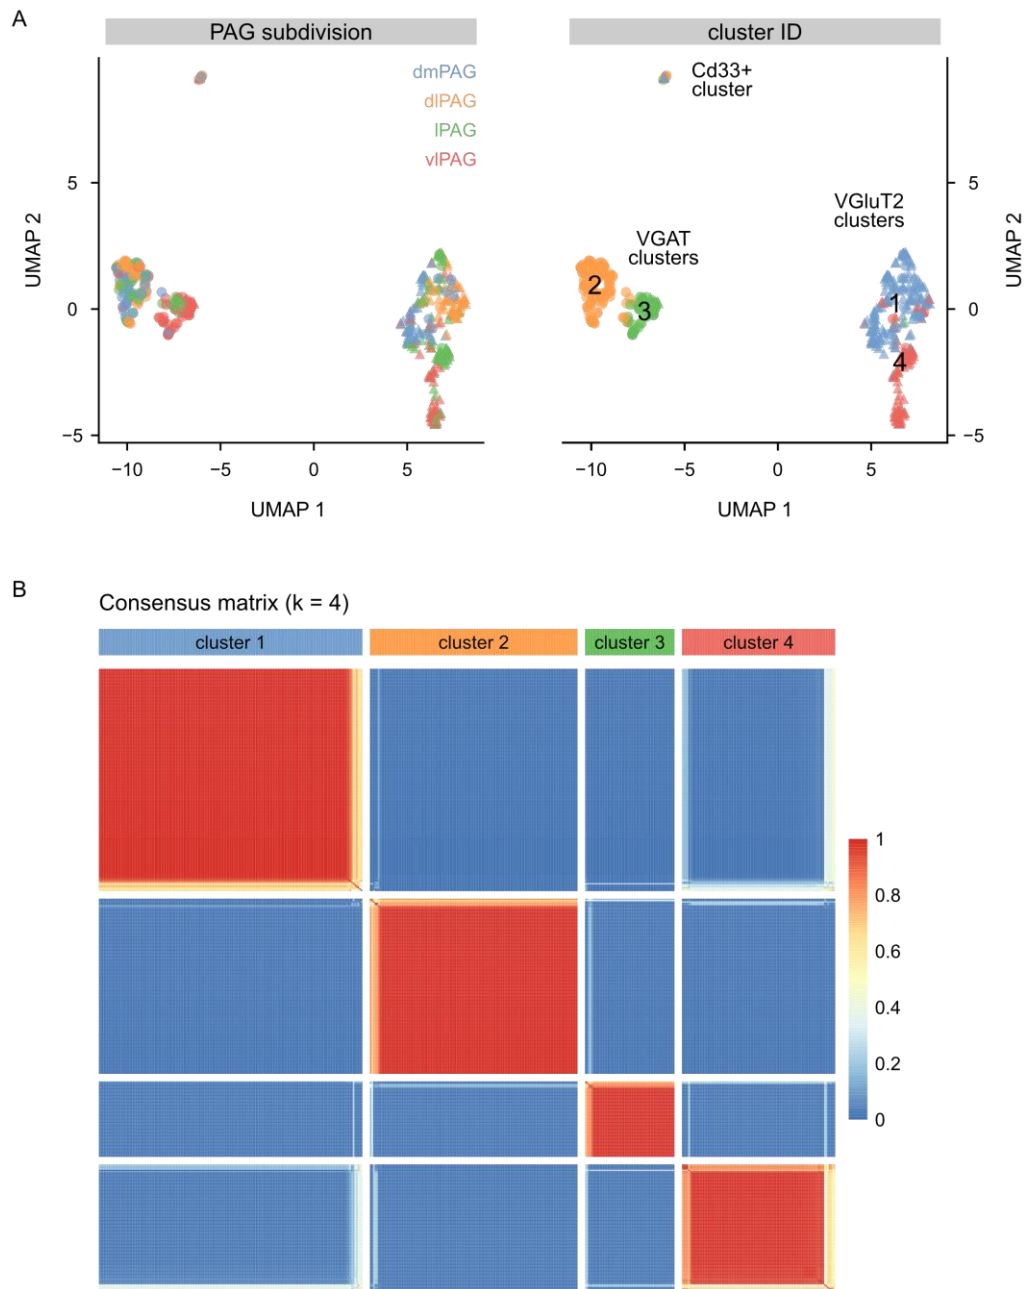 A
PAG subdivision
cluster ID
dmPAG
dlPAG
lPAG
vlPAG
Cd33+
cluster
VGluT2
clusters
VGAT
clusters
2
3
1
4
UMAP 2
5
0
−5
5
0
−5
UMAP 2
−10
−5
0
5
−10
−5
0
5
UMAP 1
UMAP 1
B
Consensus matrix (k = 4)
cluster 1
cluster 2
cluster 3
cluster 4
1
0.8
0.6
0.4
0.2
0